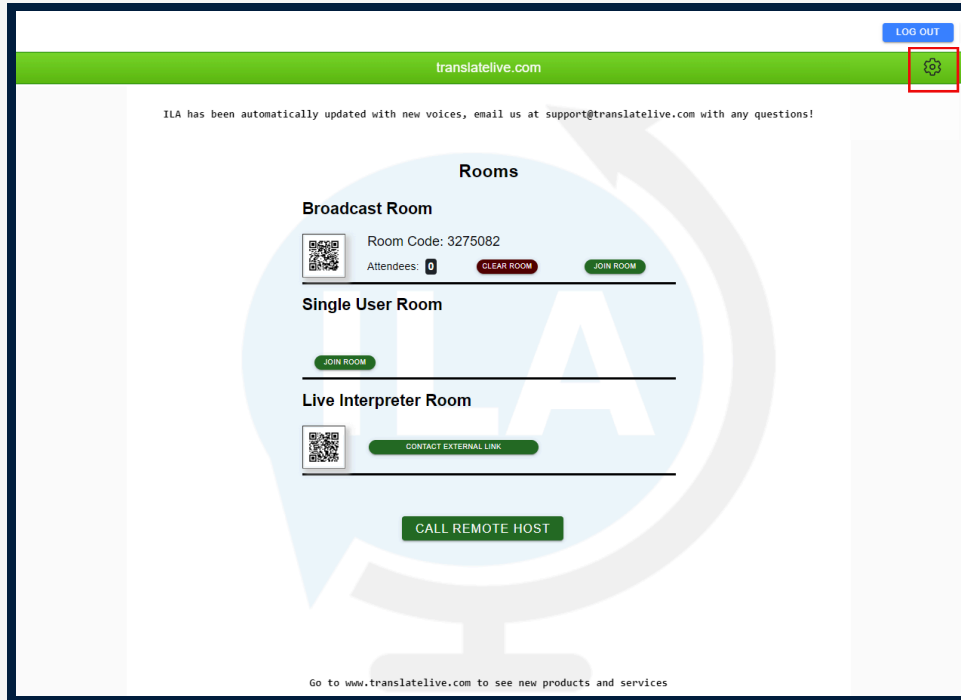 LOG OUT
translatelive.com
ILA has been automatically updated with new voices, email us at support@translatelive.com with any questions!
Rooms
Broadcast Room
Room Code: 3275082
Attendees: 0 CLEAR ROOM JOIN ROOM
Single User Room
JOIN ROOM
Live Interpreter Room
CONTACT EXTERNAL LINK
CALL REMOTE HOST
ILA
Go to www.translatelive.com to see new products and services